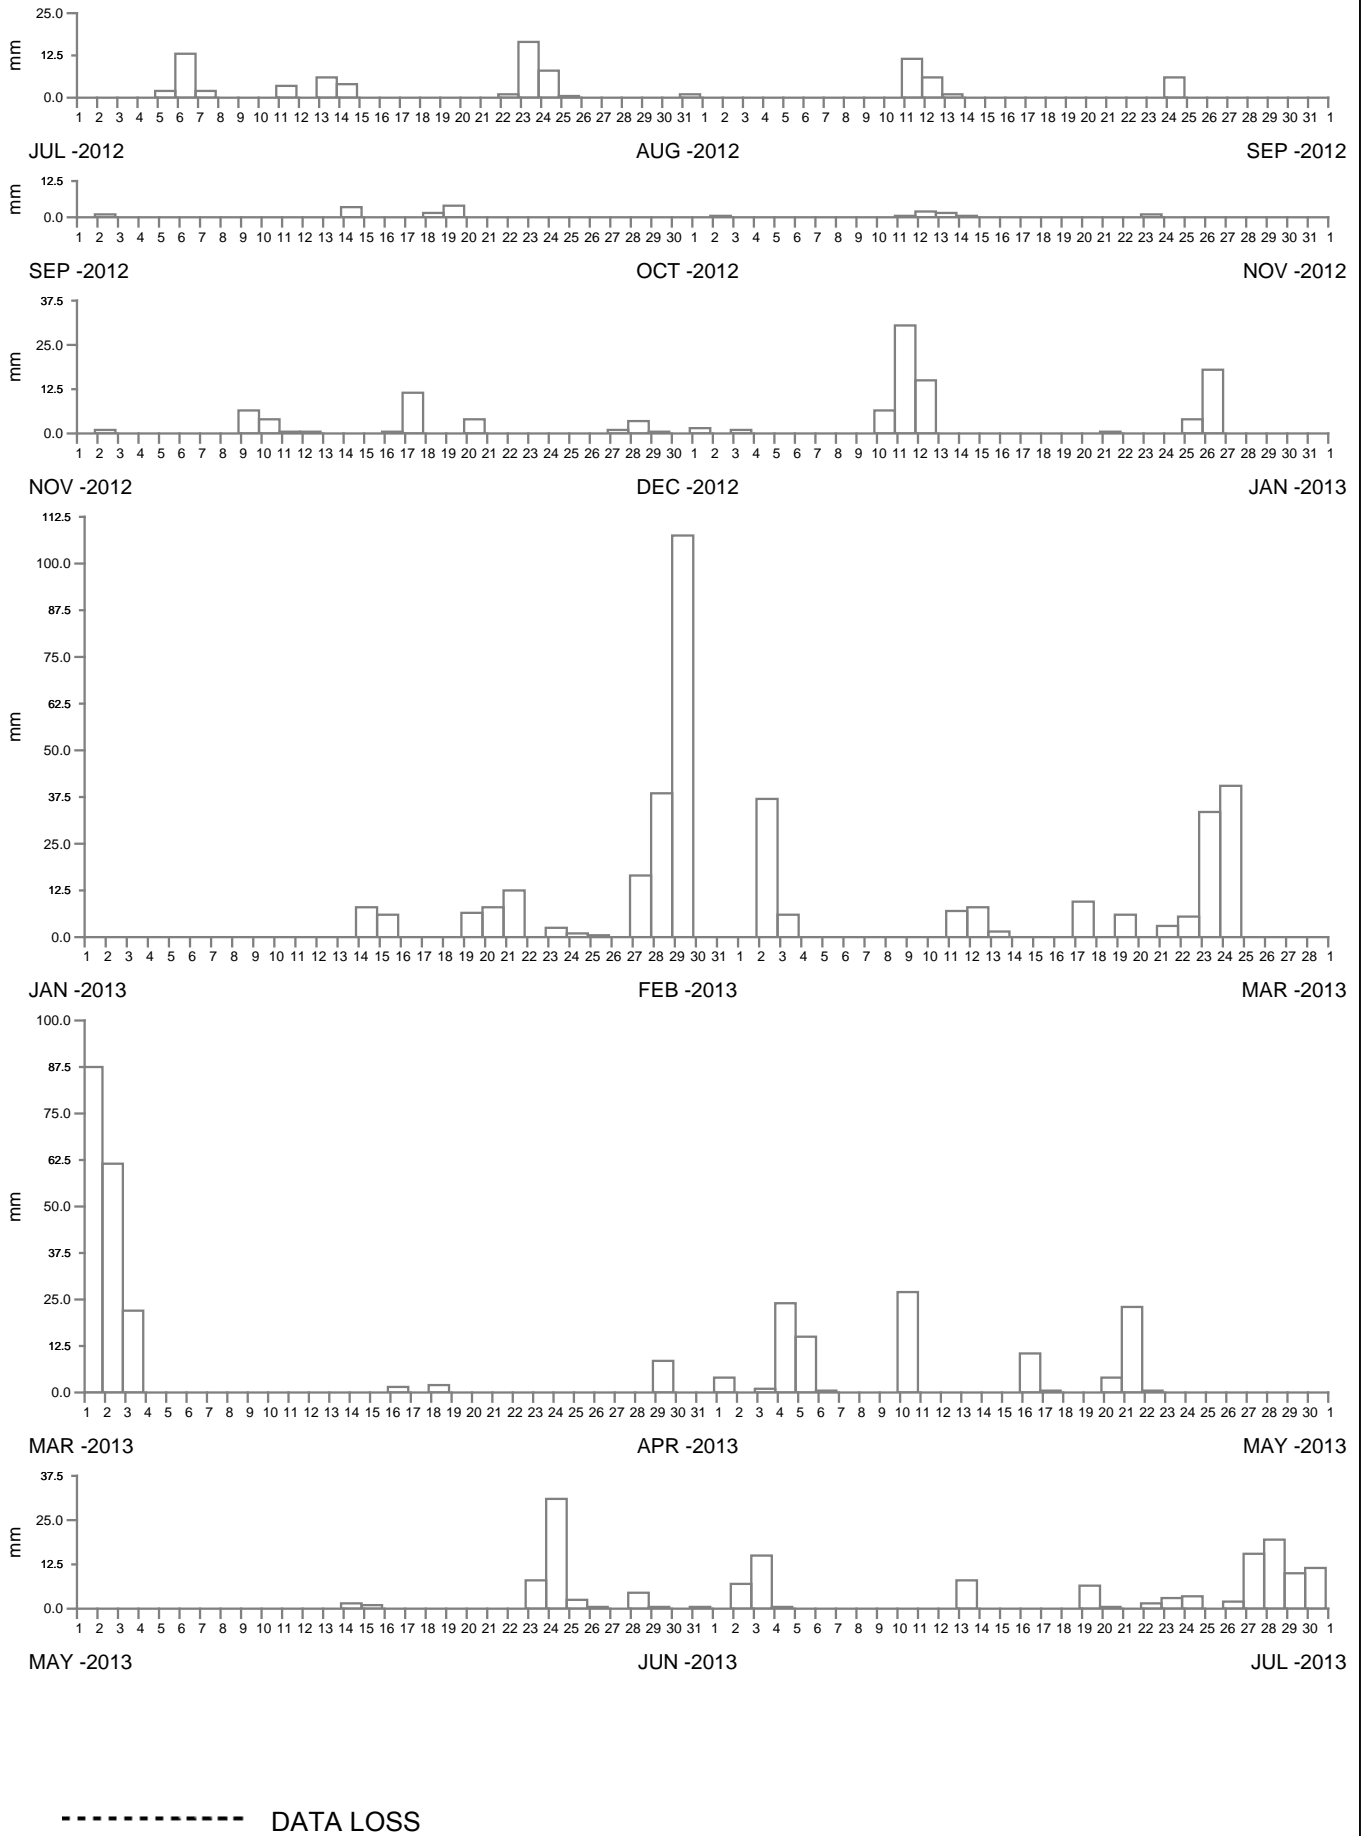 25.0
mm
12.5
0.0
1 2 3 4 5 6 7 8 9 10 11 12 13 14 15 16 17 18 19 20 21 22 23 24 25 26 27 28 29 30 31 1 2 3 4 5 6 7 8 9 10 11 12 13 14 15 16 17 18 19 20 21 22 23 24 25 26 27 28 29 30 31 1
JUL -2012 AUG -2012 SEP -2012
12.5
mm
0.0
1 2 3 4 5 6 7 8 9 10 11 12 13 14 15 16 17 18 19 20 21 22 23 24 25 26 27 28 29 30 1 2 3 4 5 6 7 8 9 10 11 12 13 14 15 16 17 18 19 20 21 22 23 24 25 26 27 28 29 30 31 1
SEP -2012 OCT -2012 NOV -2012
37.5
25.0
mm
12.5
0.0
1 2 3 4 5 6 7 8 9 10 11 12 13 14 15 16 17 18 19 20 21 22 23 24 25 26 27 28 29 30 1 2 3 4 5 6 7 8 9 10 11 12 13 14 15 16 17 18 19 20 21 22 23 24 25 26 27 28 29 30 31 1
NOV -2012 DEC -2012 JAN -2013
112.5
100.0
87.5
75.0
62.5
mm
50.0
37.5
25.0
12.5
0.0
1 2 3 4 5 6 7 8 9 10 11 12 13 14 15 16 17 18 19 20 21 22 23 24 25 26 27 28 29 30 31 1 2 3 4 5 6 7 8 9 10 11 12 13 14 15 16 17 18 19 20 21 22 23 24 25 26 27 28 1
JAN -2013 FEB -2013 MAR -2013
100.0
87.5
75.0
62.5
mm
50.0
37.5
25.0
12.5
0.0
1 2 3 4 5 6 7 8 9 10 11 12 13 14 15 16 17 18 19 20 21 22 23 24 25 26 27 28 29 30 31 1 2 3 4 5 6 7 8 9 10 11 12 13 14 15 16 17 18 19 20 21 22 23 24 25 26 27 28 29 30 1
MAR -2013 APR -2013 MAY -2013
37.5
25.0
mm
12.5
0.0
1 2 3 4 5 6 7 8 9 10 11 12 13 14 15 16 17 18 19 20 21 22 23 24 25 26 27 28 29 30 31 1 2 3 4 5 6 7 8 9 10 11 12 13 14 15 16 17 18 19 20 21 22 23 24 25 26 27 28 29 30 1
MAY -2013 JUN -2013 JUL -2013
DATA LOSS